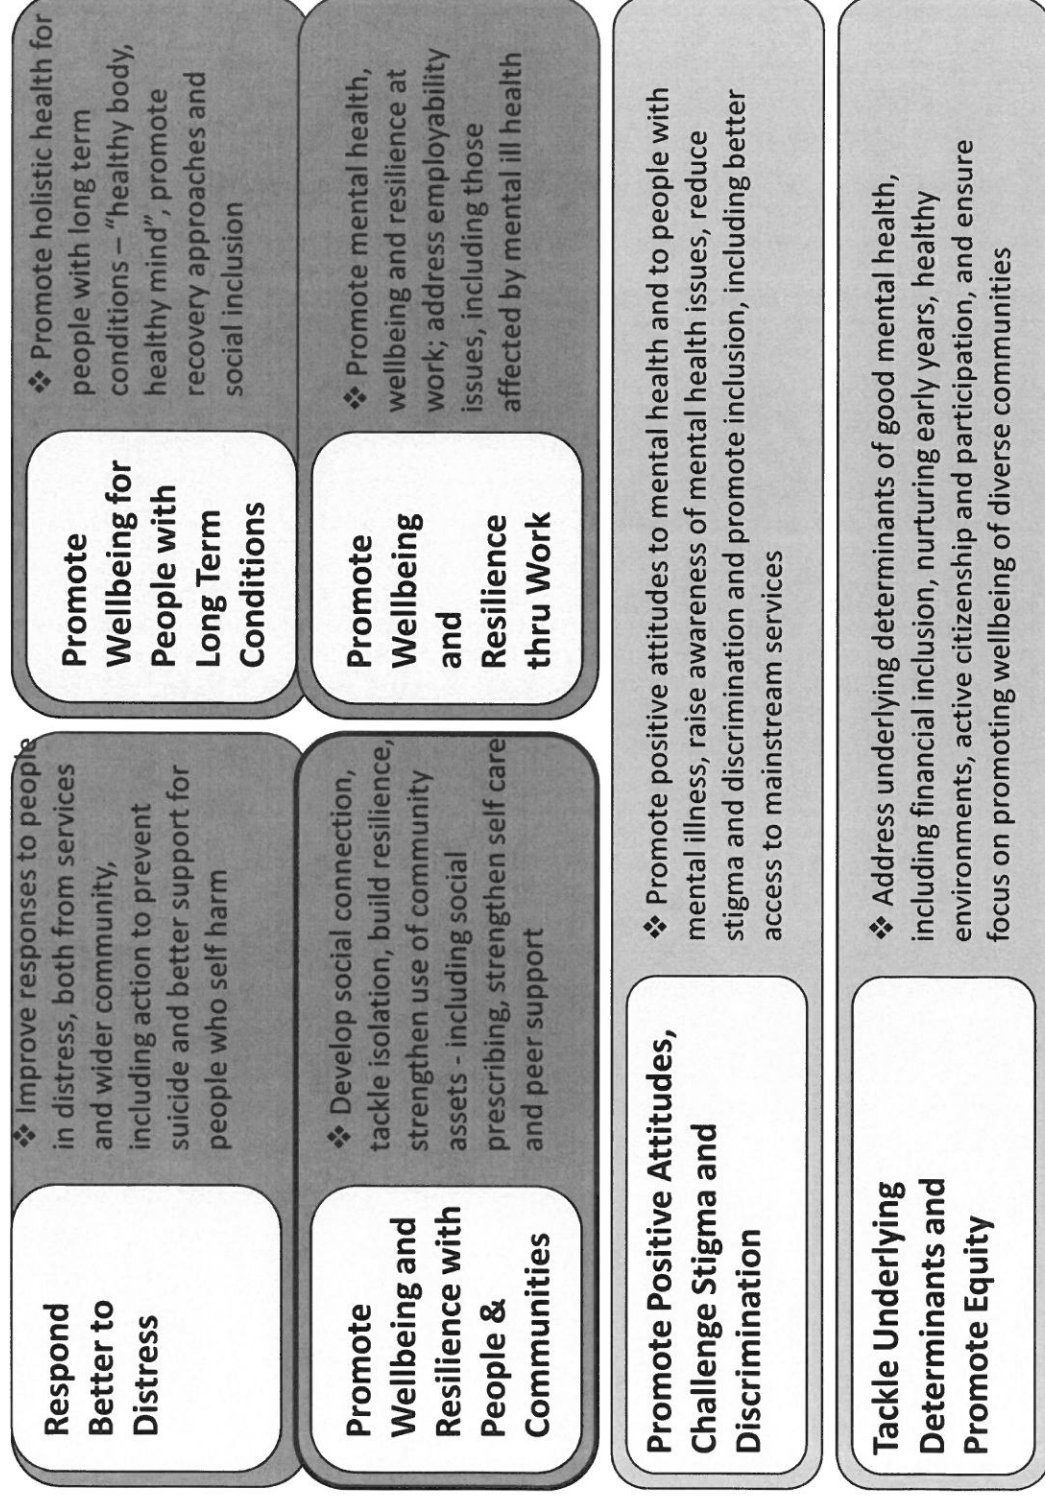 Respond
Better to
Distress
❖ Improve responses to people
in distress, both from services
and wider community,
including action to prevent
suicide and better support for
people who self harm
Promote
Wellbeing for
People with
Long Term
Conditions
❖ Promote holistic health for
people with long term
conditions – “healthy body,
healthy mind”, promote
recovery approaches and
social inclusion
Promote
Wellbeing and
Resilience with
People &
Communities
❖ Develop social connection,
tackle isolation, build resilience,
strengthen use of community
assets - including social
prescribing, strengthen self care
and peer support
Promote
Wellbeing
and
Resilience
thru Work
❖ Promote mental health,
wellbeing and resilience at
work; address employability
issues, including those
affected by mental ill health
Promote Positive Attitudes,
Challenge Stigma and
Discrimination
❖ Promote positive attitudes to mental health and to people with
mental illness, raise awareness of mental health issues, reduce
stigma and discrimination and promote inclusion, including better
access to mainstream services
Tackle Underlying
Determinants and
Promote Equity
❖ Address underlying determinants of good mental health,
including financial inclusion, nurturing early years, healthy
environments, active citizenship and participation, and ensure
focus on promoting wellbeing of diverse communities